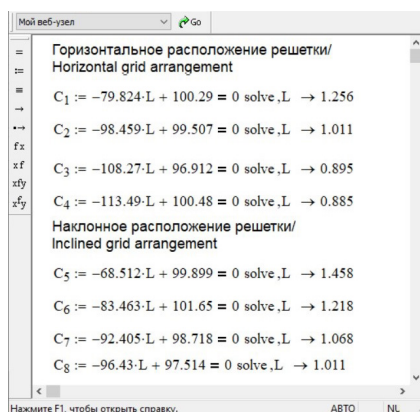 Мой веб-узел Go
= 
:=
≡
→
•→
fx
xf
xfy
xfy
Горизонтальное расположение решетки/
Horizontal grid arrangement
C1 := −79.824·L + 100.29 = 0 solve ,L → 1.256
C2 := −98.459·L + 99.507 = 0 solve ,L → 1.011
C3 := −108.27·L + 96.912 = 0 solve ,L → 0.895
C4 := −113.49·L + 100.48 = 0 solve ,L → 0.885
Наклонное расположение решетки/
Inclined grid arrangement
C5 := −68.512·L + 99.899 = 0 solve ,L → 1.458
C6 := −83.463·L + 101.65 = 0 solve ,L → 1.218
C7 := −92.405·L + 98.718 = 0 solve ,L → 1.068
C8 := −96.43·L + 97.514 = 0 solve ,L → 1.011
Нажмите F1, чтобы открыть справку. АВТО NL